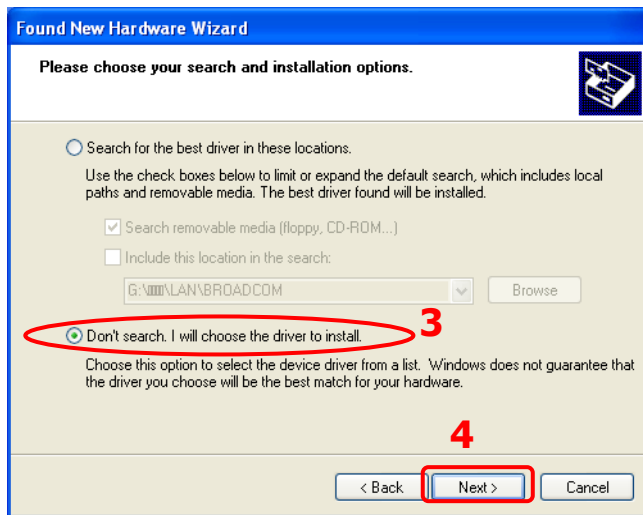 Found New Hardware Wizard
Please choose your search and installation options.
Search for the best driver in these locations.
Use the check boxes below to limit or expand the default search, which includes local
paths and removable media. The best driver found will be installed.
Search removable media (floppy, CD-ROM...)
Include this location in the search:
\LAN\BROADCOM
Browse
Don't search. I will choose the driver to install.
3
Choose this option to select the device driver from a list. Windows does not guarantee that
the driver you choose will be the best match for your hardware.
4
< Back
Next >
Cancel